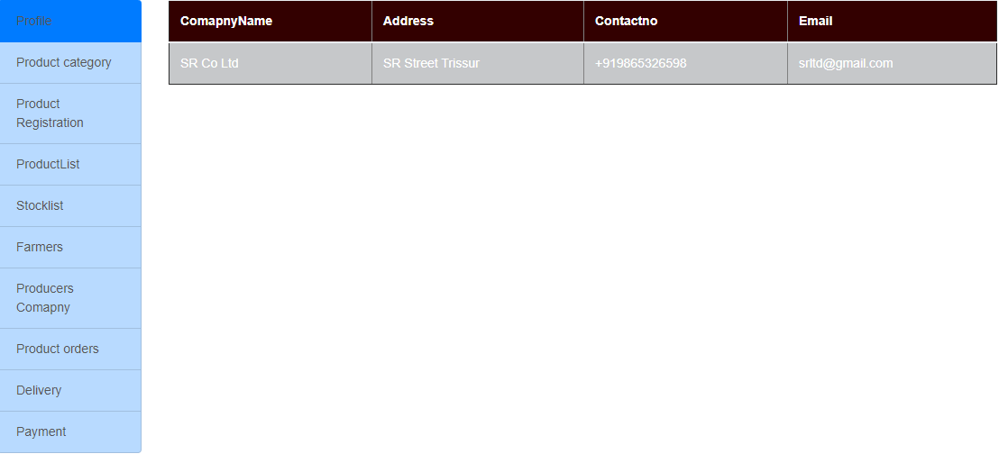 Profile
Product category
Product
Registration
ProductList
Stocklist
Farmers
Producers
Comapny
Product orders
Delivery
Payment
ComapnyName Address Contactno Email
SR Co Ltd SR Street Trissur +919865326598 srltd@gmail.com